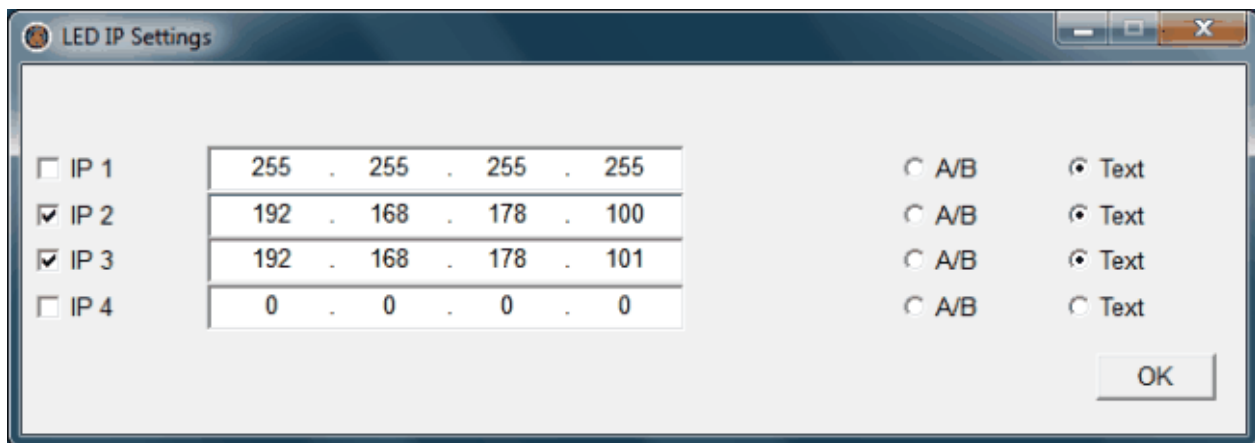 LED IP Settings
IP 1 255 . 255 . 255 . 255 A/B Text
IP 2 192 . 168 . 178 . 100 A/B Text
IP 3 192 . 168 . 178 . 101 A/B Text
IP 4 0 . 0 . 0 . 0 A/B Text
OK